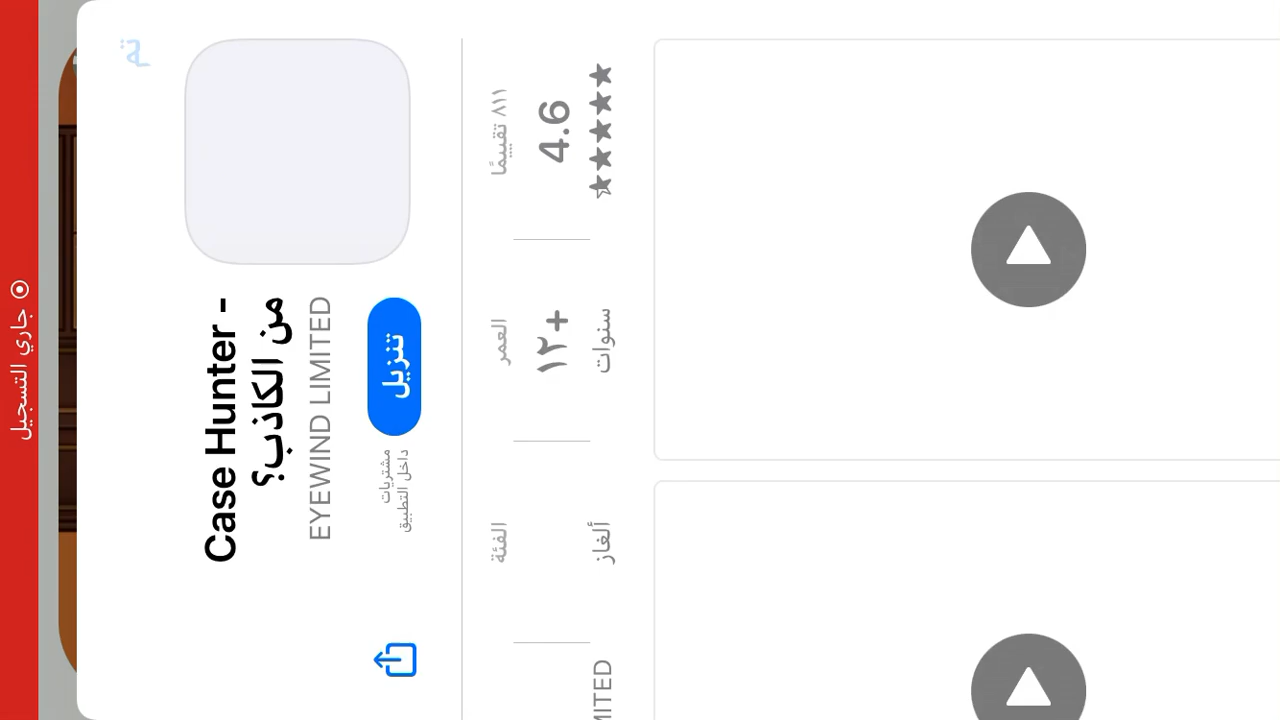 جاري التسجيل
Case Hunter -
من الكاذب؟
EYEWIND LIMITED
تنزيل
مشتريات
داخل التطبيق
٨١١ تقييمًا
4.6
العمر
+١٢
سنوات
الفئة
ألغاز